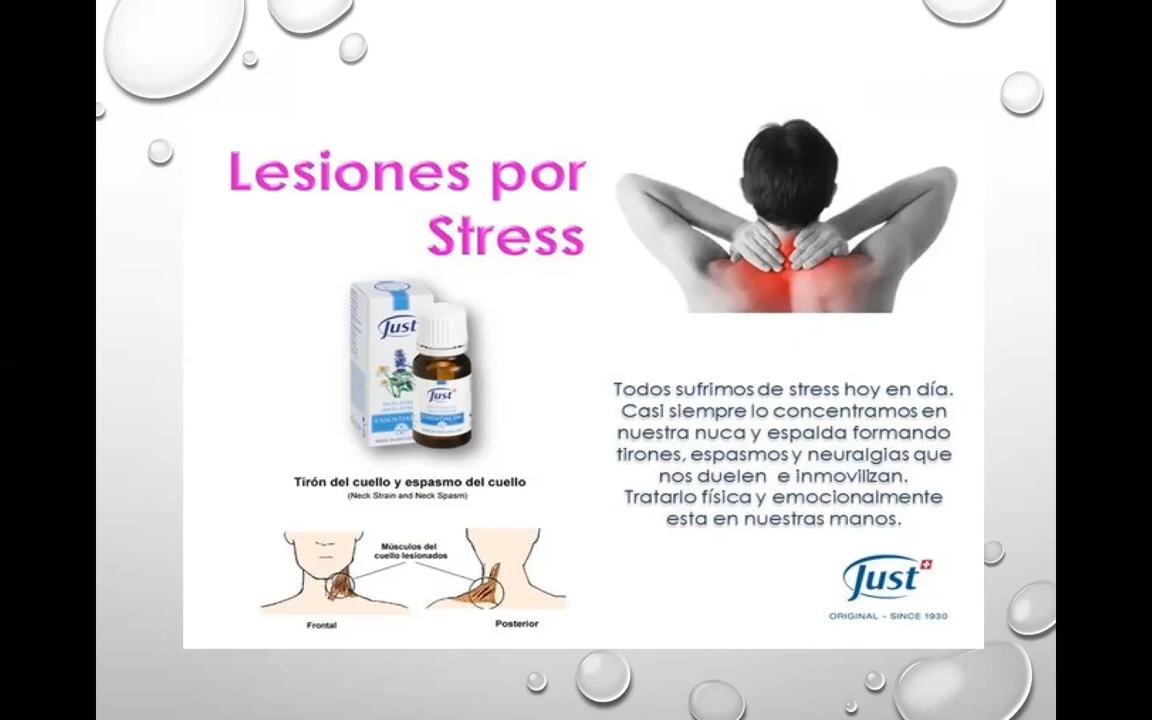 Lesiones por
Stress
Just
Just
Tirón del cuello y espasmo del cuello
(Neck Strain and Neck Spasm)
Músculos del
cuello lesionados
Frontal
Posterior
Todos sufrimos de stress hoy en día.
Casi siempre lo concentramos en
nuestra nuca y espalda formando
tirones, espasmos y neuralgias que
nos duelen e inmovilizan.
Tratarlo física y emocionalmente
esta en nuestras manos.
Just
ORIGINAL - SINCE 1930